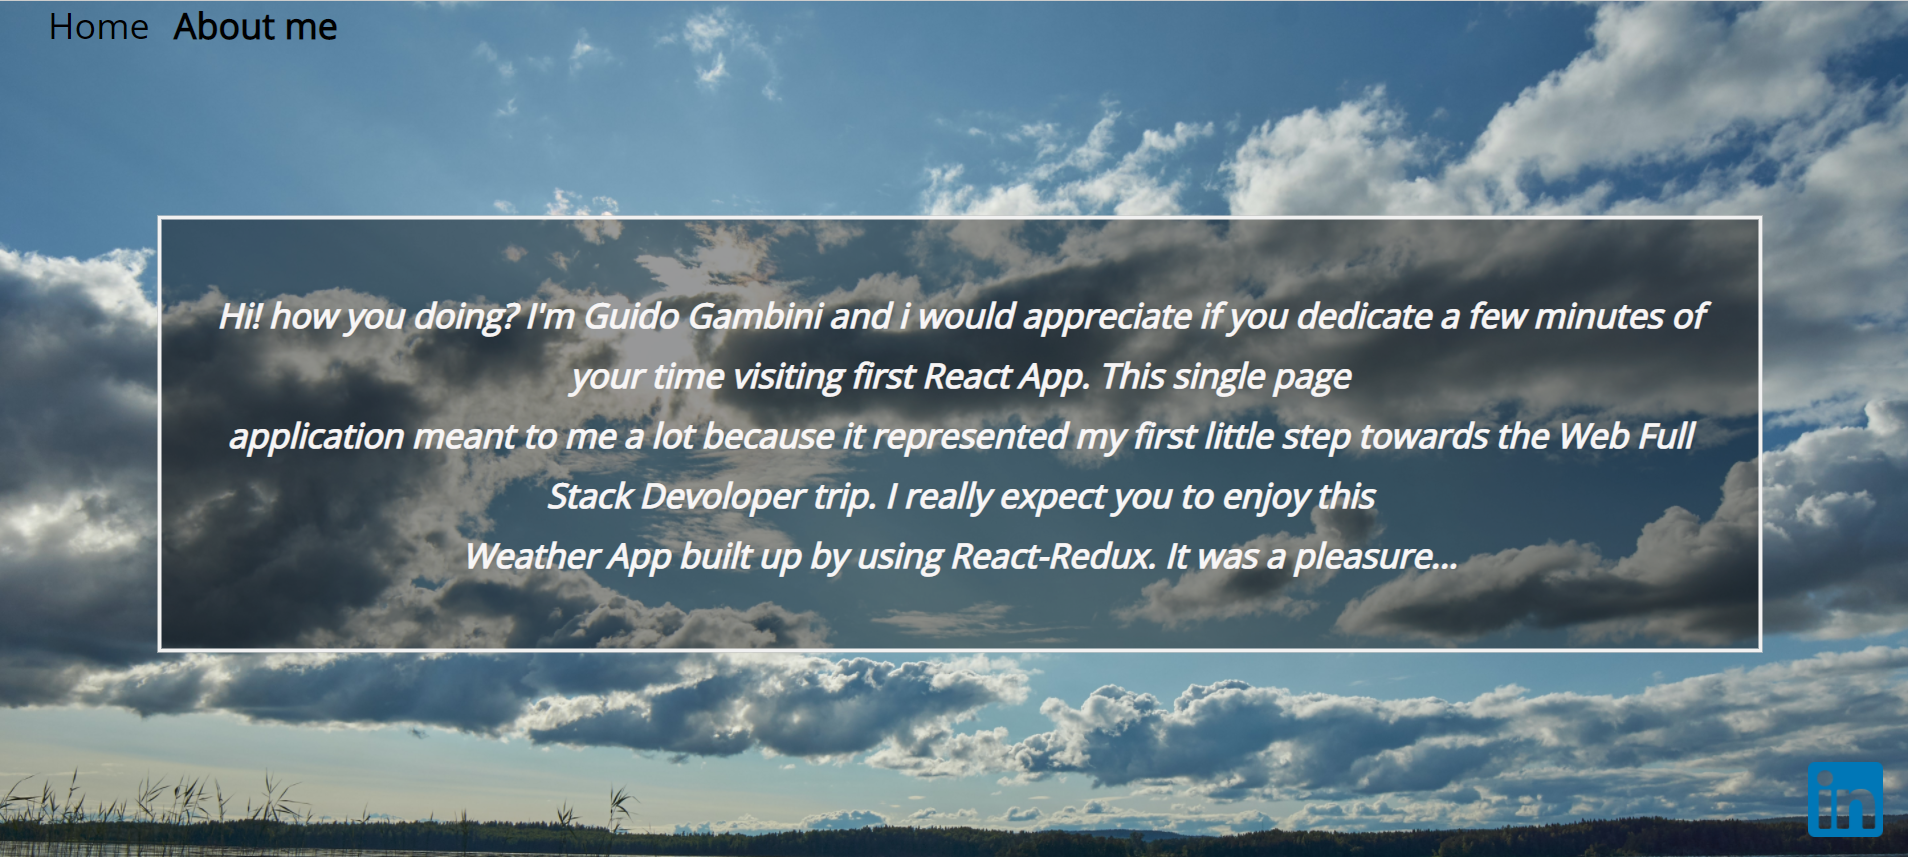 Home About me
Hi! how you doing? I'm Guido Gambini and i would appreciate if you dedicate a few minutes of
your time visiting first React App. This single page
application meant to me a lot because it represented my first little step towards the Web Full
Stack Devoloper trip. I really expect you to enjoy this
Weather App built up by using React-Redux. It was a pleasure...
in